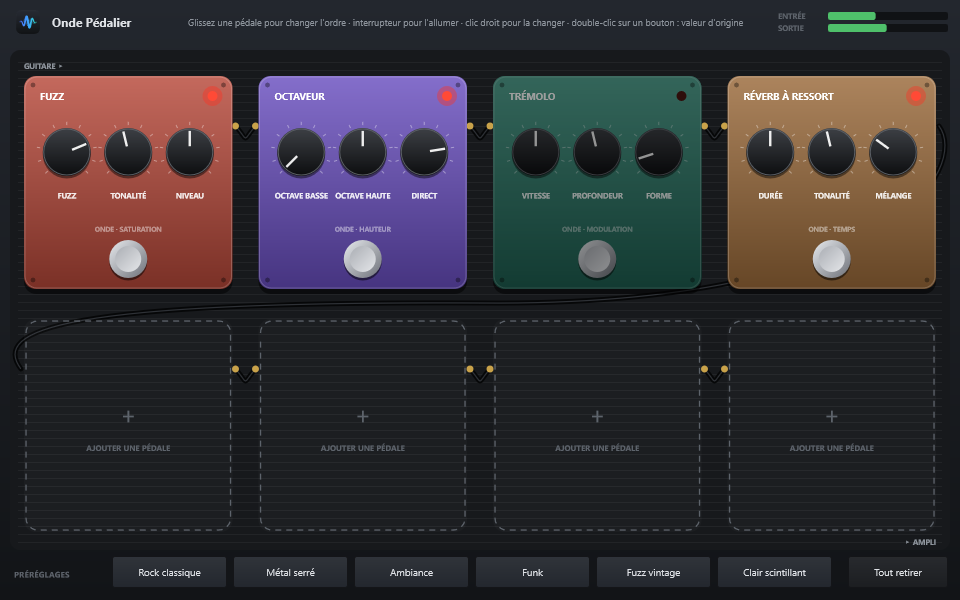 Onde Pédalier
Glissez une pédale pour changer l'ordre · interrupteur pour l'allumer · clic droit pour la changer · double-clic sur un bouton : valeur d'origine
ENTRÉE
SORTIE
GUITARE ▸
FUZZ
FUZZ TONALITÉ NIVEAU
ONDE · SATURATION
OCTAVEUR
OCTAVE BASSE OCTAVE HAUTE DIRECT
ONDE · HAUTEUR
TRÉMOLO
VITESSE PROFONDEUR FORME
ONDE · MODULATION
RÉVERB À RESSORT
DURÉE TONALITÉ MÉLANGE
ONDE · TEMPS
+
AJOUTER UNE PÉDALE
+
AJOUTER UNE PÉDALE
+
AJOUTER UNE PÉDALE
+
AJOUTER UNE PÉDALE
▸ AMPLI
PRÉRÉGLAGES
Rock classique
Métal serré
Ambiance
Funk
Fuzz vintage
Clair scintillant
Tout retirer